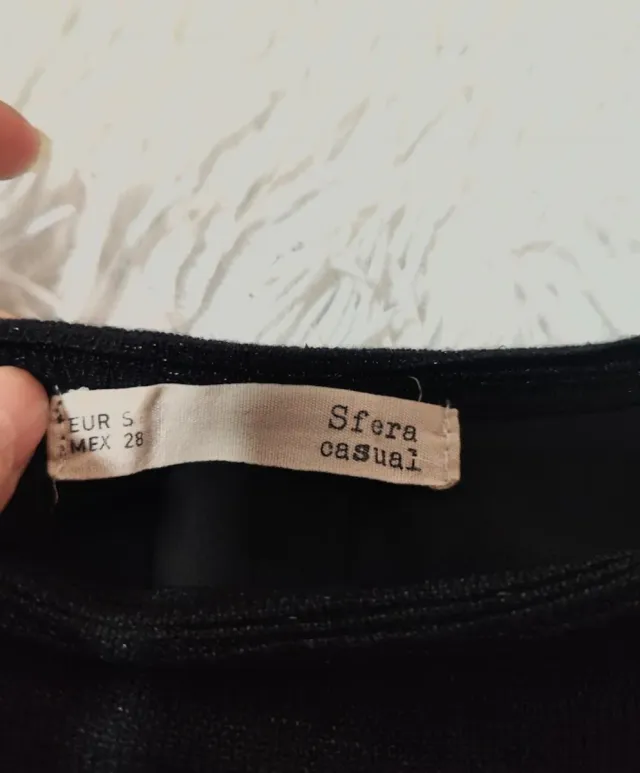 EUR S
MEX 28
Sfera
casual